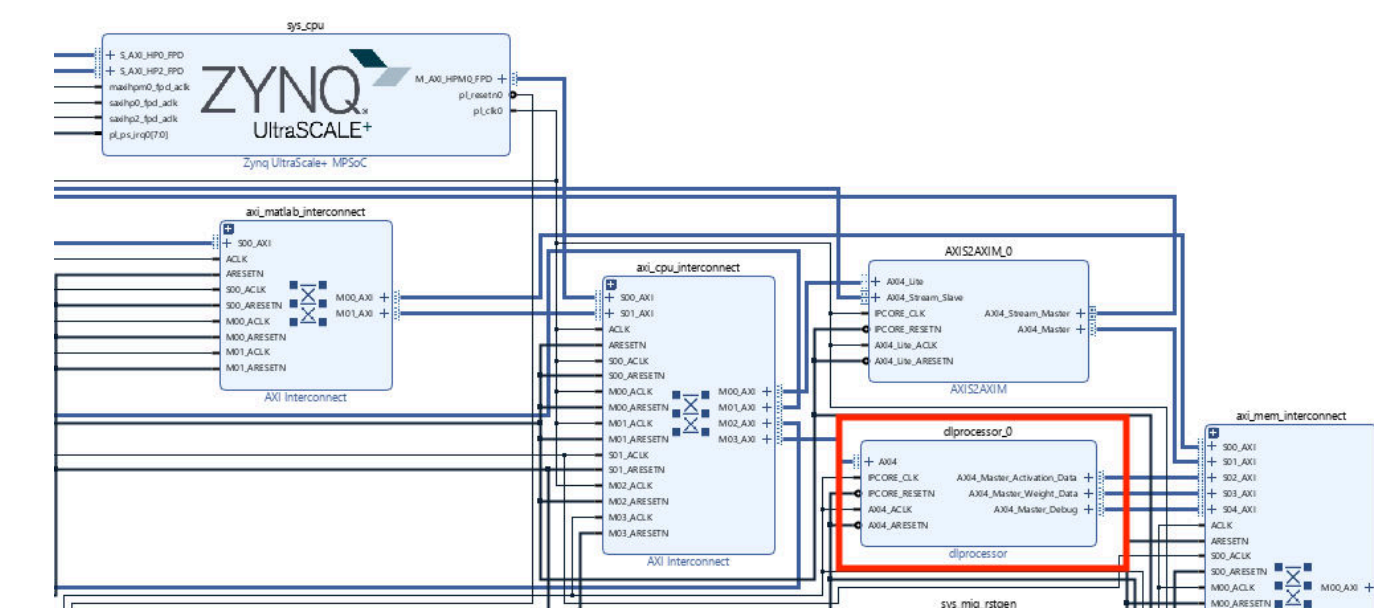 sys_cpu
S_AXI_HP0_FPD
S_AXI_HP2_FPD
maxihpm0_fpd_aclk
saxihp0_fpd_aclk
saxihp2_fpd_aclk
pl_ps_irq0[7:0]
ZYNQ
UltraSCALE+
M_AXI_HPM0_FPD
pl_resetn0
pl_clk0
Zynq UltraScale+ MPSoC
axi_matlab_interconnect
S00_AXI
ACLK
ARESETN
S00_ACLK
S00_ARESETN
M00_ACLK
M00_ARESETN
M01_ACLK
M01_ARESETN
M00_AXI
M01_AXI
AXI Interconnect
axi_cpu_interconnect
S00_AXI
S01_AXI
ACLK
ARESETN
S00_ACLK
S00_ARESETN
M00_ACLK
M00_ARESETN
M01_ACLK
M01_ARESETN
S01_ACLK
S01_ARESETN
M02_ACLK
M02_ARESETN
M03_ACLK
M03_ARESETN
M00_AXI
M01_AXI
M02_AXI
M03_AXI
AXI Interconnect
AXIS2AXIM_0
AXI4_Lite
AXI4_Stream_Slave
IPCORE_CLK
IPCORE_RESETN
AXI4_Lite_ACLK
AXI4_Lite_ARESETN
AXI4_Stream_Master
AXI4_Master
AXIS2AXIM
dlprocessor_0
AXI4
IPCORE_CLK
IPCORE_RESETN
AXI4_ACLK
AXI4_ARESETN
AXI4_Master_Activation_Data
AXI4_Master_Weight_Data
AXI4_Master_Debug
dlprocessor
axi_mem_interconnect
S00_AXI
S01_AXI
S02_AXI
S03_AXI
S04_AXI
ACLK
ARESETN
S00_ACLK
S00_ARESETN
M00_ACLK
M00_ARESETN
M00_AXI
sys_mig_rstgen